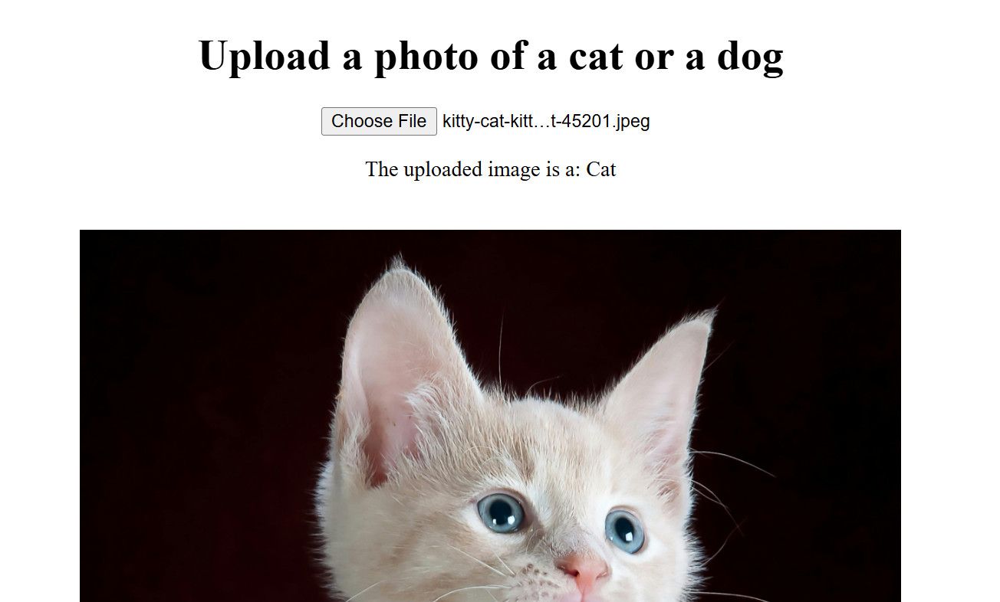 Upload a photo of a cat or a dog
Choose File kitty-cat-kitt…t-45201.jpeg
The uploaded image is a: Cat